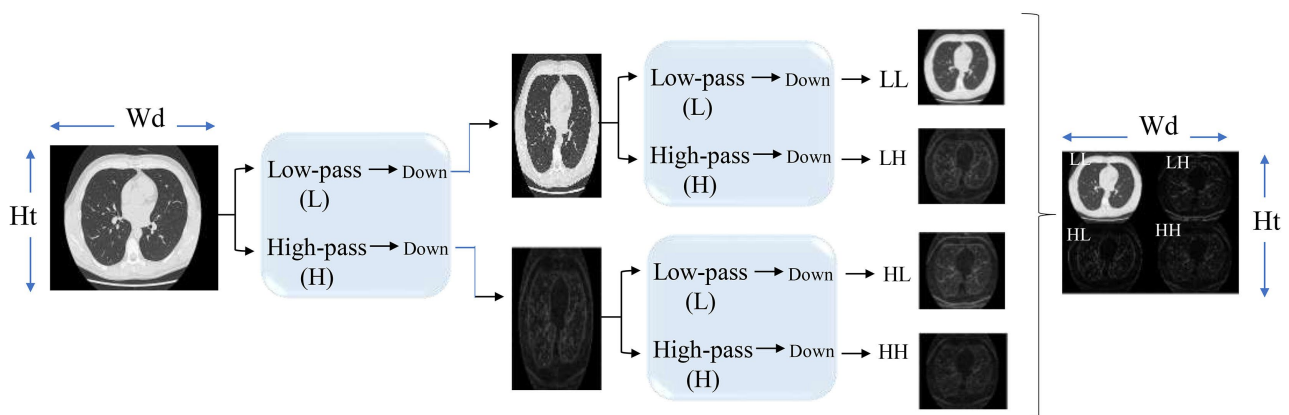 Wd
Ht
Low-pass
(L)
Down
High-pass
(H)
Down
Low-pass
(L)
Down
LL
High-pass
(H)
Down
LH
Low-pass
(L)
Down
HL
High-pass
(H)
Down
HH
Wd
LL
LH
HL
HH
Ht